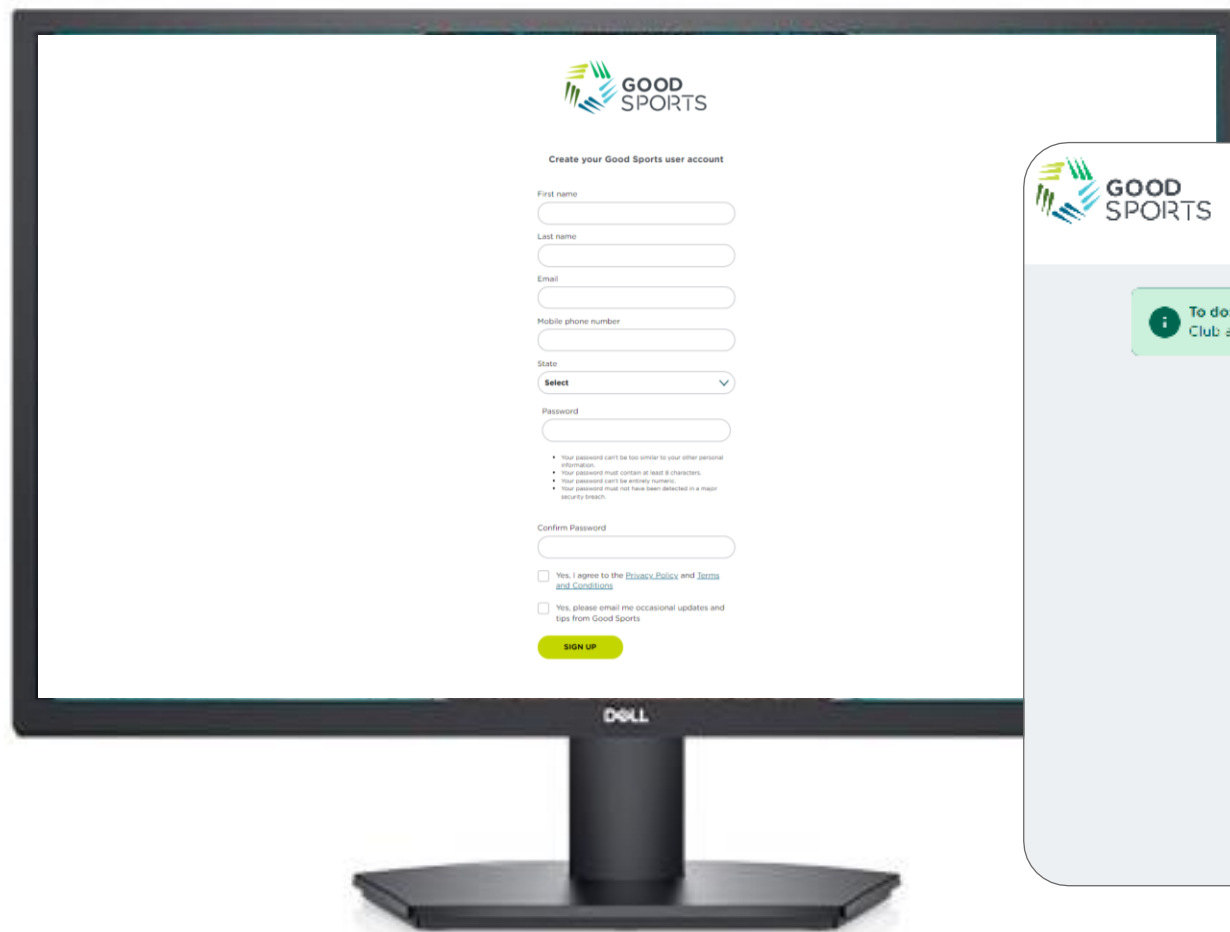 GOOD
SPORTS
Create your Good Sports user account
First name
Last name
Email
Mobile phone number
State
Select
Password
Your password can't be too similar to your other personal
information.
Your password must contain at least 8 characters.
Your password can't be entirely numeric.
Your password must not have been detected in a major
security breach.
Confirm Password
Yes, I agree to the Privacy Policy and Terms
and Conditions
Yes, please email me occasional updates and
tips from Good Sports
SIGN UP
DELL
GOOD
SPORTS
To do:
Club